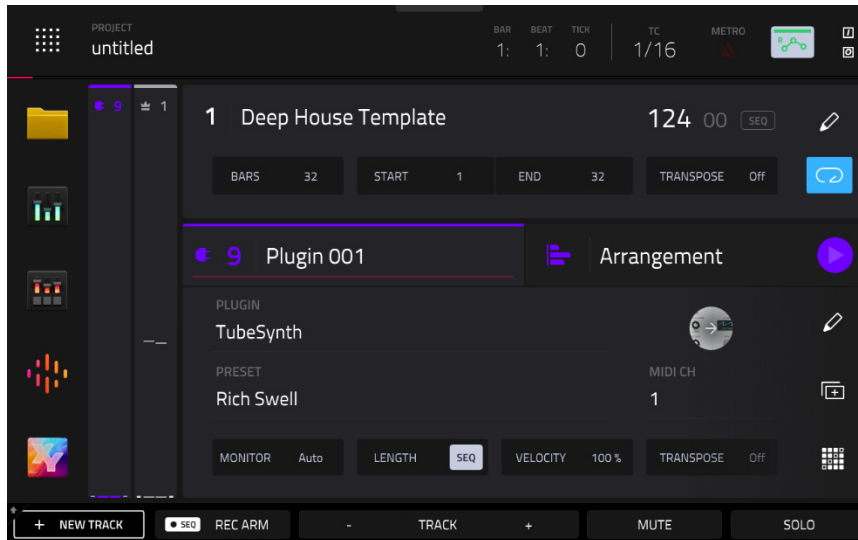 PROJECT
untitled
BAR BEAT TICK
1: 1: 0
TC
1/16
METRO
R
9
1
1 Deep House Template
124 00 SEQ
BARS 32 START 1 END 32 TRANSPOSE Off
9 Plugin 001
Arrangement
PLUGIN
TubeSynth
PRESET
Rich Swell
MIDI CH
1
MONITOR Auto LENGTH SEQ VELOCITY 100 % TRANSPOSE Off
+ NEW TRACK SEQ REC ARM - TRACK + MUTE SOLO